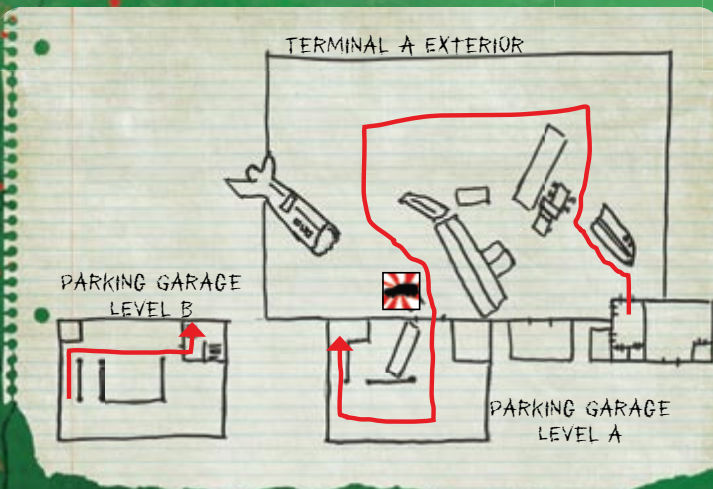 TERMINAL A EXTERIOR
PARKING GARAGE
LEVEL B
PARKING GARAGE
LEVEL A